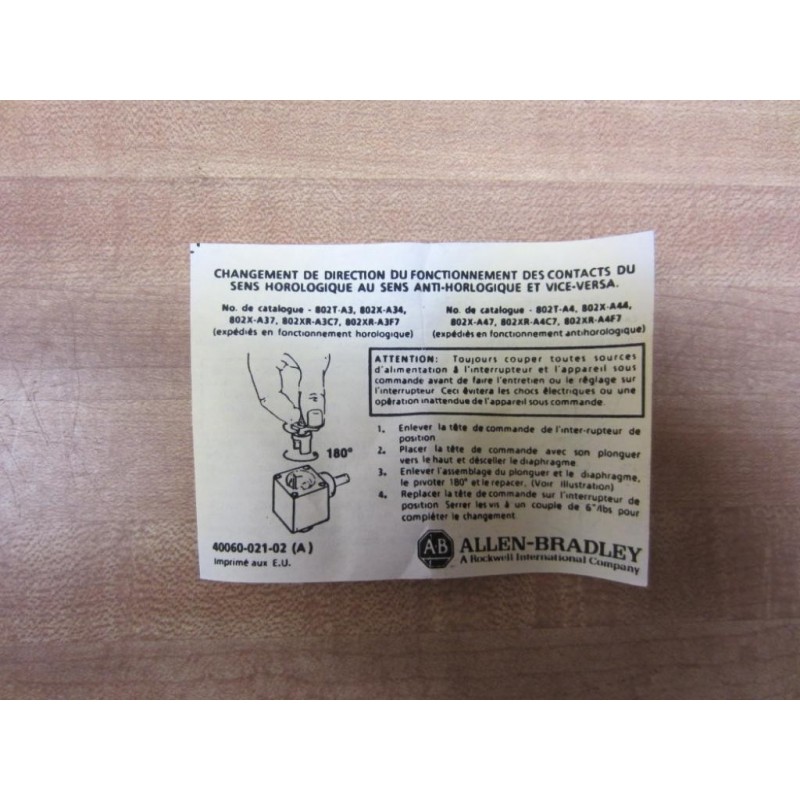 CHANGEMENT DE DIRECTION DU FONCTIONNEMENT DES CONTACTS DU
SENS HOROLOGIQUE AU SENS ANTI-HORLOGIQUE ET VICE-VERSA.
No. de catalogue - 802T-A3, 802X-A34,
802X-A37, 802XR-A3C7, 802XR-A3F7
(expédiés en fonctionnement horologique)
No. de catalogue - 802T-A4, 802X-A44,
802X-A47, 802XR-A4C7, 802XR-A4F7
(expédiés en fonctionnement antihorologique)
ATTENTION: Toujours couper toutes sources
d'alimentation à l'interrupteur et l'appareil sous
commande avant de faire l'entretien ou le réglage sur
l'interrupteur. Ceci évitera les chocs électriques ou une
opération inattendue de l'appareil sous commande.
180°
1. Enlever la tête de commande de l'inter-rupteur de
position
2. Placer la tête de commande avec son plonguer
vers le haut et désceller le diaphragme
3. Enlever l'assemblage du plonguer et le diaphragme,
le pivoter 180° et le repacer, (Voir Illustration)
4. Replacer la tête de commande sur l'interrupteur de
position Serrer les vis à un couple de 6"/lbs pour
compléter le changement.
40060-021-02 (A)
Imprimé aux E.U.
AB ALLEN-BRADLEY
A Rockwell International Company